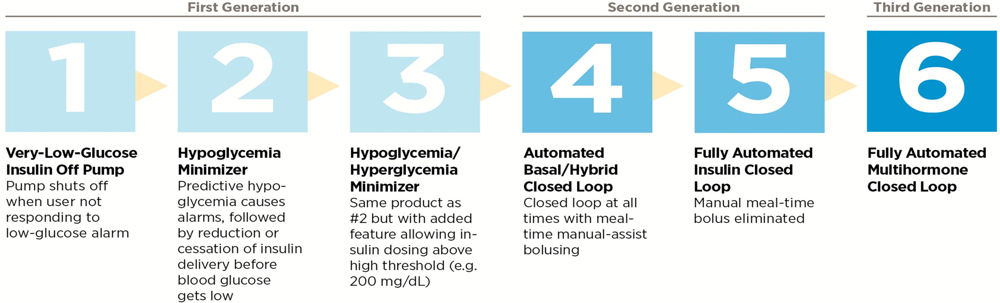 First Generation
Second Generation
Third Generation
1
2
3
4
5
6
Very-Low-Glucose
Insulin Off Pump
Pump shuts off
when user not
responding to
low-glucose alarm
Hypoglycemia
Minimizer
Predictive hypo-
glycemia causes
alarms, followed
by reduction or
cessation of insulin
delivery before
blood glucose
gets low
Hypoglycemia/
Hyperglycemia
Minimizer
Same product as
#2 but with added
feature allowing in-
sulin dosing above
high threshold (e.g.
200 mg/dL)
Automated
Basal/Hybrid
Closed Loop
Closed loop at all
times with meal-
time manual-assist
bolusing
Fully Automated
Insulin Closed
Loop
Manual meal-time
bolus eliminated
Fully Automated
Multihormone
Closed Loop